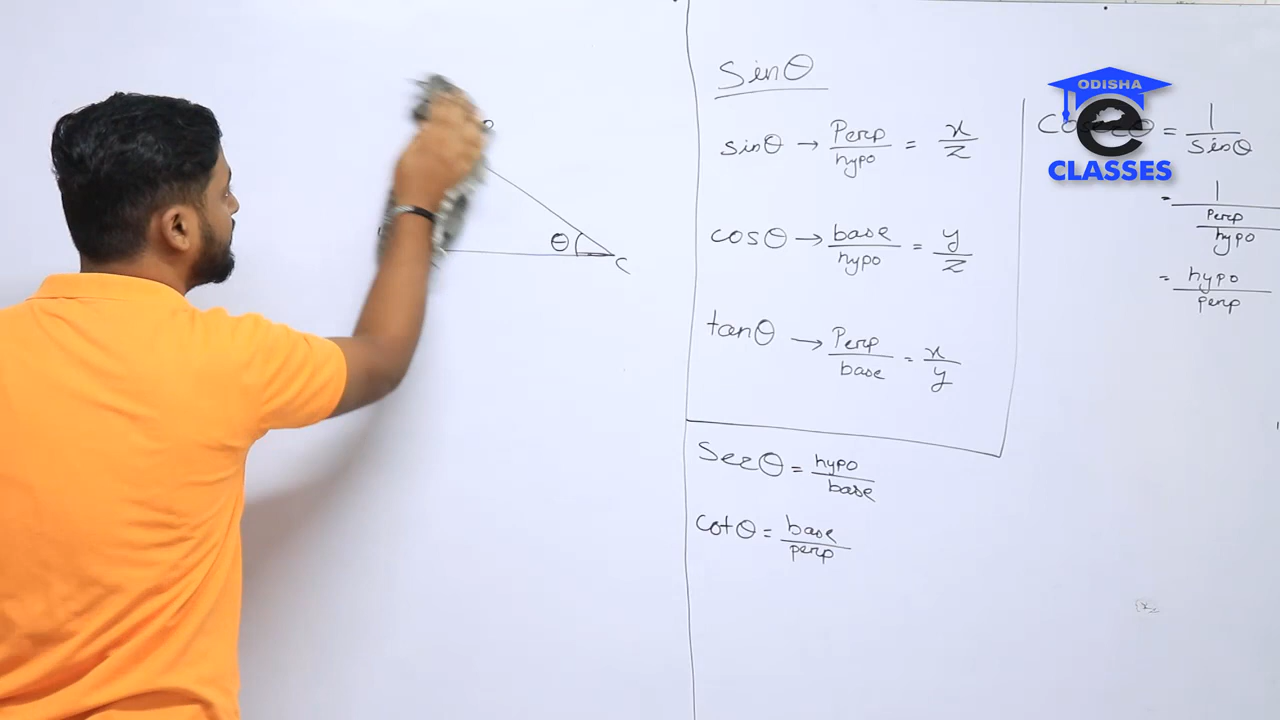 Sinθ
sinθ → Perp/hypo = x/z
cosθ → base/hypo = y/z
tanθ → Perp/base = x/y
Secθ = hypo/base
cotθ = base/perp
θ
C
ODISHA
e
CLASSES
Cosecθ = 1/sinθ
= 1/(Perp/hypo)
= hypo/perp